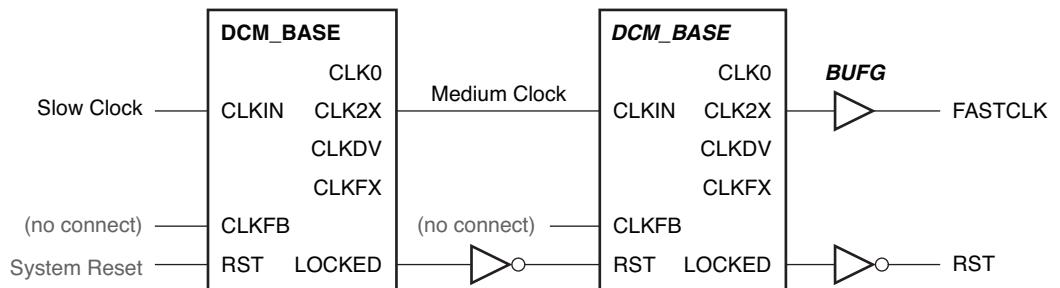 DCM_BASE
DCM_BASE
CLK0
CLK0
BUFG
Slow Clock
CLKIN
CLK2X
Medium Clock
CLKIN
CLK2X
FASTCLK
CLKDV
CLKDV
CLKFX
CLKFX
(no connect)
CLKFB
(no connect)
CLKFB
System Reset
RST
LOCKED
RST
LOCKED
RST